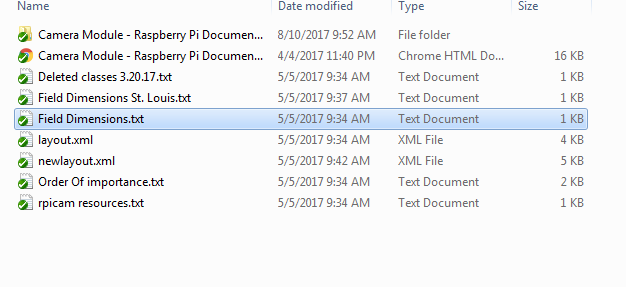 Name Date modified Type Size
Camera Module - Raspberry Pi Documen... 8/10/2017 9:52 AM File folder
Camera Module - Raspberry Pi Documen... 4/4/2017 11:40 PM Chrome HTML Do... 16 KB
Deleted classes 3.20.17.txt 5/5/2017 9:34 AM Text Document 1 KB
Field Dimensions St. Louis.txt 5/5/2017 9:37 AM Text Document 1 KB
Field Dimensions.txt 5/5/2017 9:34 AM Text Document 1 KB
layout.xml 5/5/2017 9:34 AM XML File 4 KB
newlayout.xml 5/5/2017 9:42 AM XML File 5 KB
Order Of importance.txt 5/5/2017 9:34 AM Text Document 2 KB
rpicam resources.txt 5/5/2017 9:34 AM Text Document 1 KB